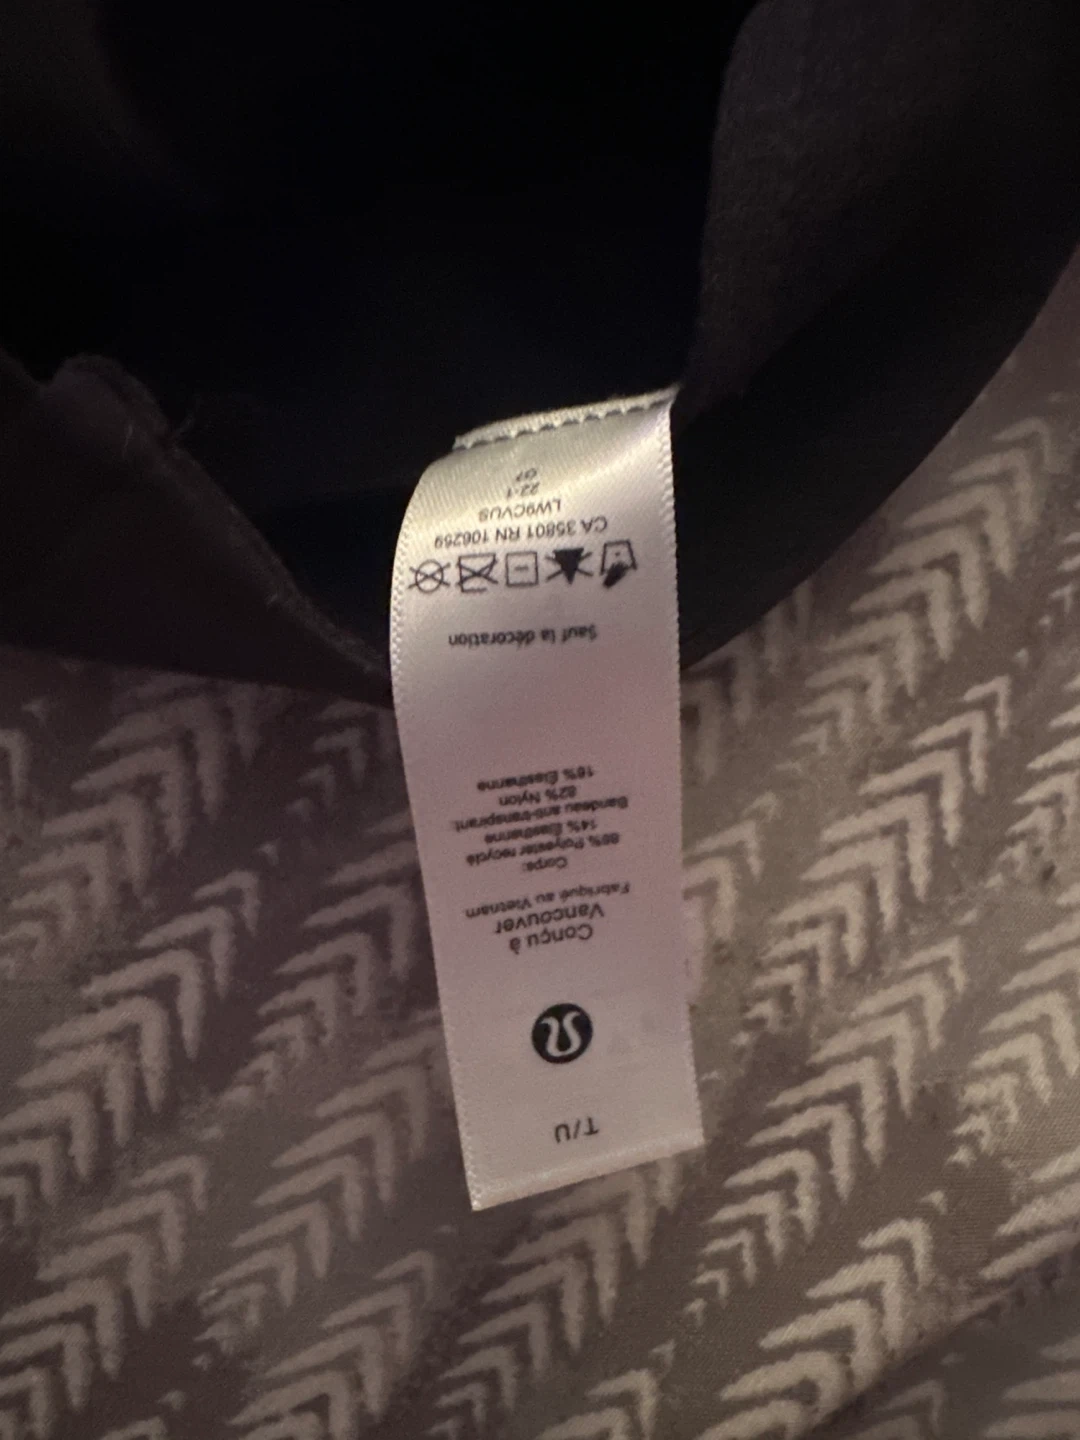 T/U
Conçu à
Vancouver
Fabriqué au Vietnam
Corps:
86% Polyester recyclé
14% Élasthanne
Bandeau anti-transpirant:
82% Nylon
18% Élasthanne
Sauf la décoration
CA 35801 RN 106259
LW9CVUS
22-1
07